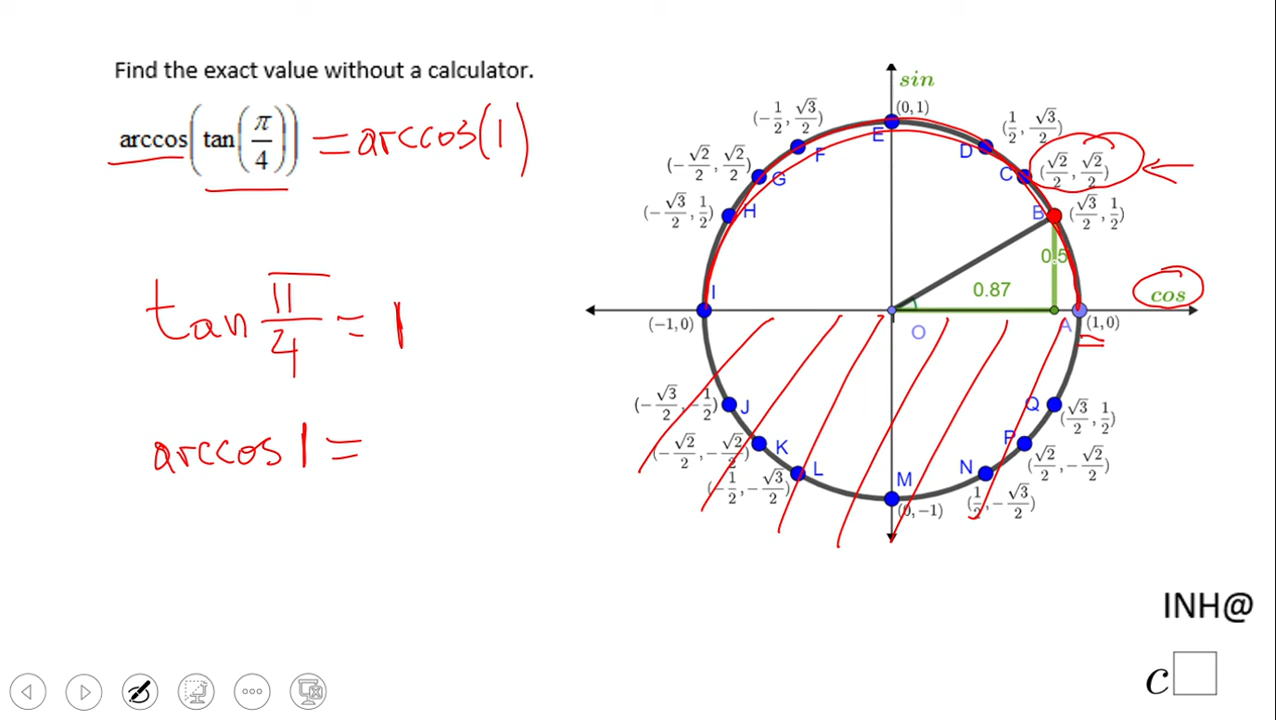 Find the exact value without a calculator.
arccos(tan(π/4)) = arccos(1)
tan π/4 = 1
arccos 1 =
sin
(0, 1)
E
(-1/2, √3/2)
F
(1/2, √3/2)
D
(-√2/2, √2/2)
G
(√2/2, √2/2)
C
(-√3/2, 1/2)
H
(√3/2, 1/2)
B
0.5
0.87
cos
I
(-1, 0)
O
A
(1, 0)
(-√3/2, -1/2)
J
(√3/2, 1/2)
Q
(-√2/2, -√2/2)
K
(√2/2, -√2/2)
P
(-1/2, -√3/2)
L
(1/2, -√3/2)
N
M
(0, -1)
INH@
c